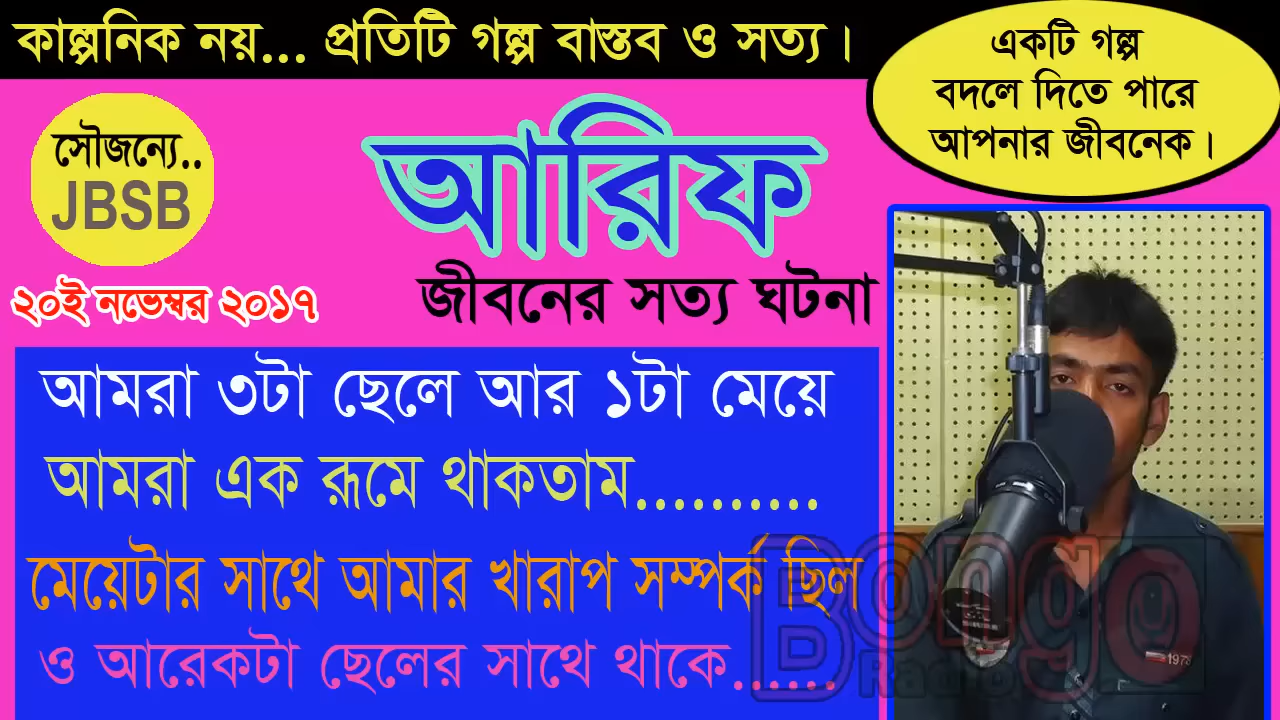 কাল্পনিক নয়... প্রতিটি গল্প বাস্তব ও সত্য।
একটি গল্প
বদলে দিতে পারে
আপনার জীবনেক।
সৌজন্যে..
JBSB
আরিফ
২০ই নভেম্বর ২০১৭
জীবনের সত্য ঘটনা
আমরা ৩টা ছেলে আর ১টা মেয়ে
আমরা এক রূমে থাকতাম..........
মেয়েটার সাথে আমার খারাপ সম্পর্ক ছিল
ও আরেকটা ছেলের সাথে থাকে......
Bongo
Radio
1978